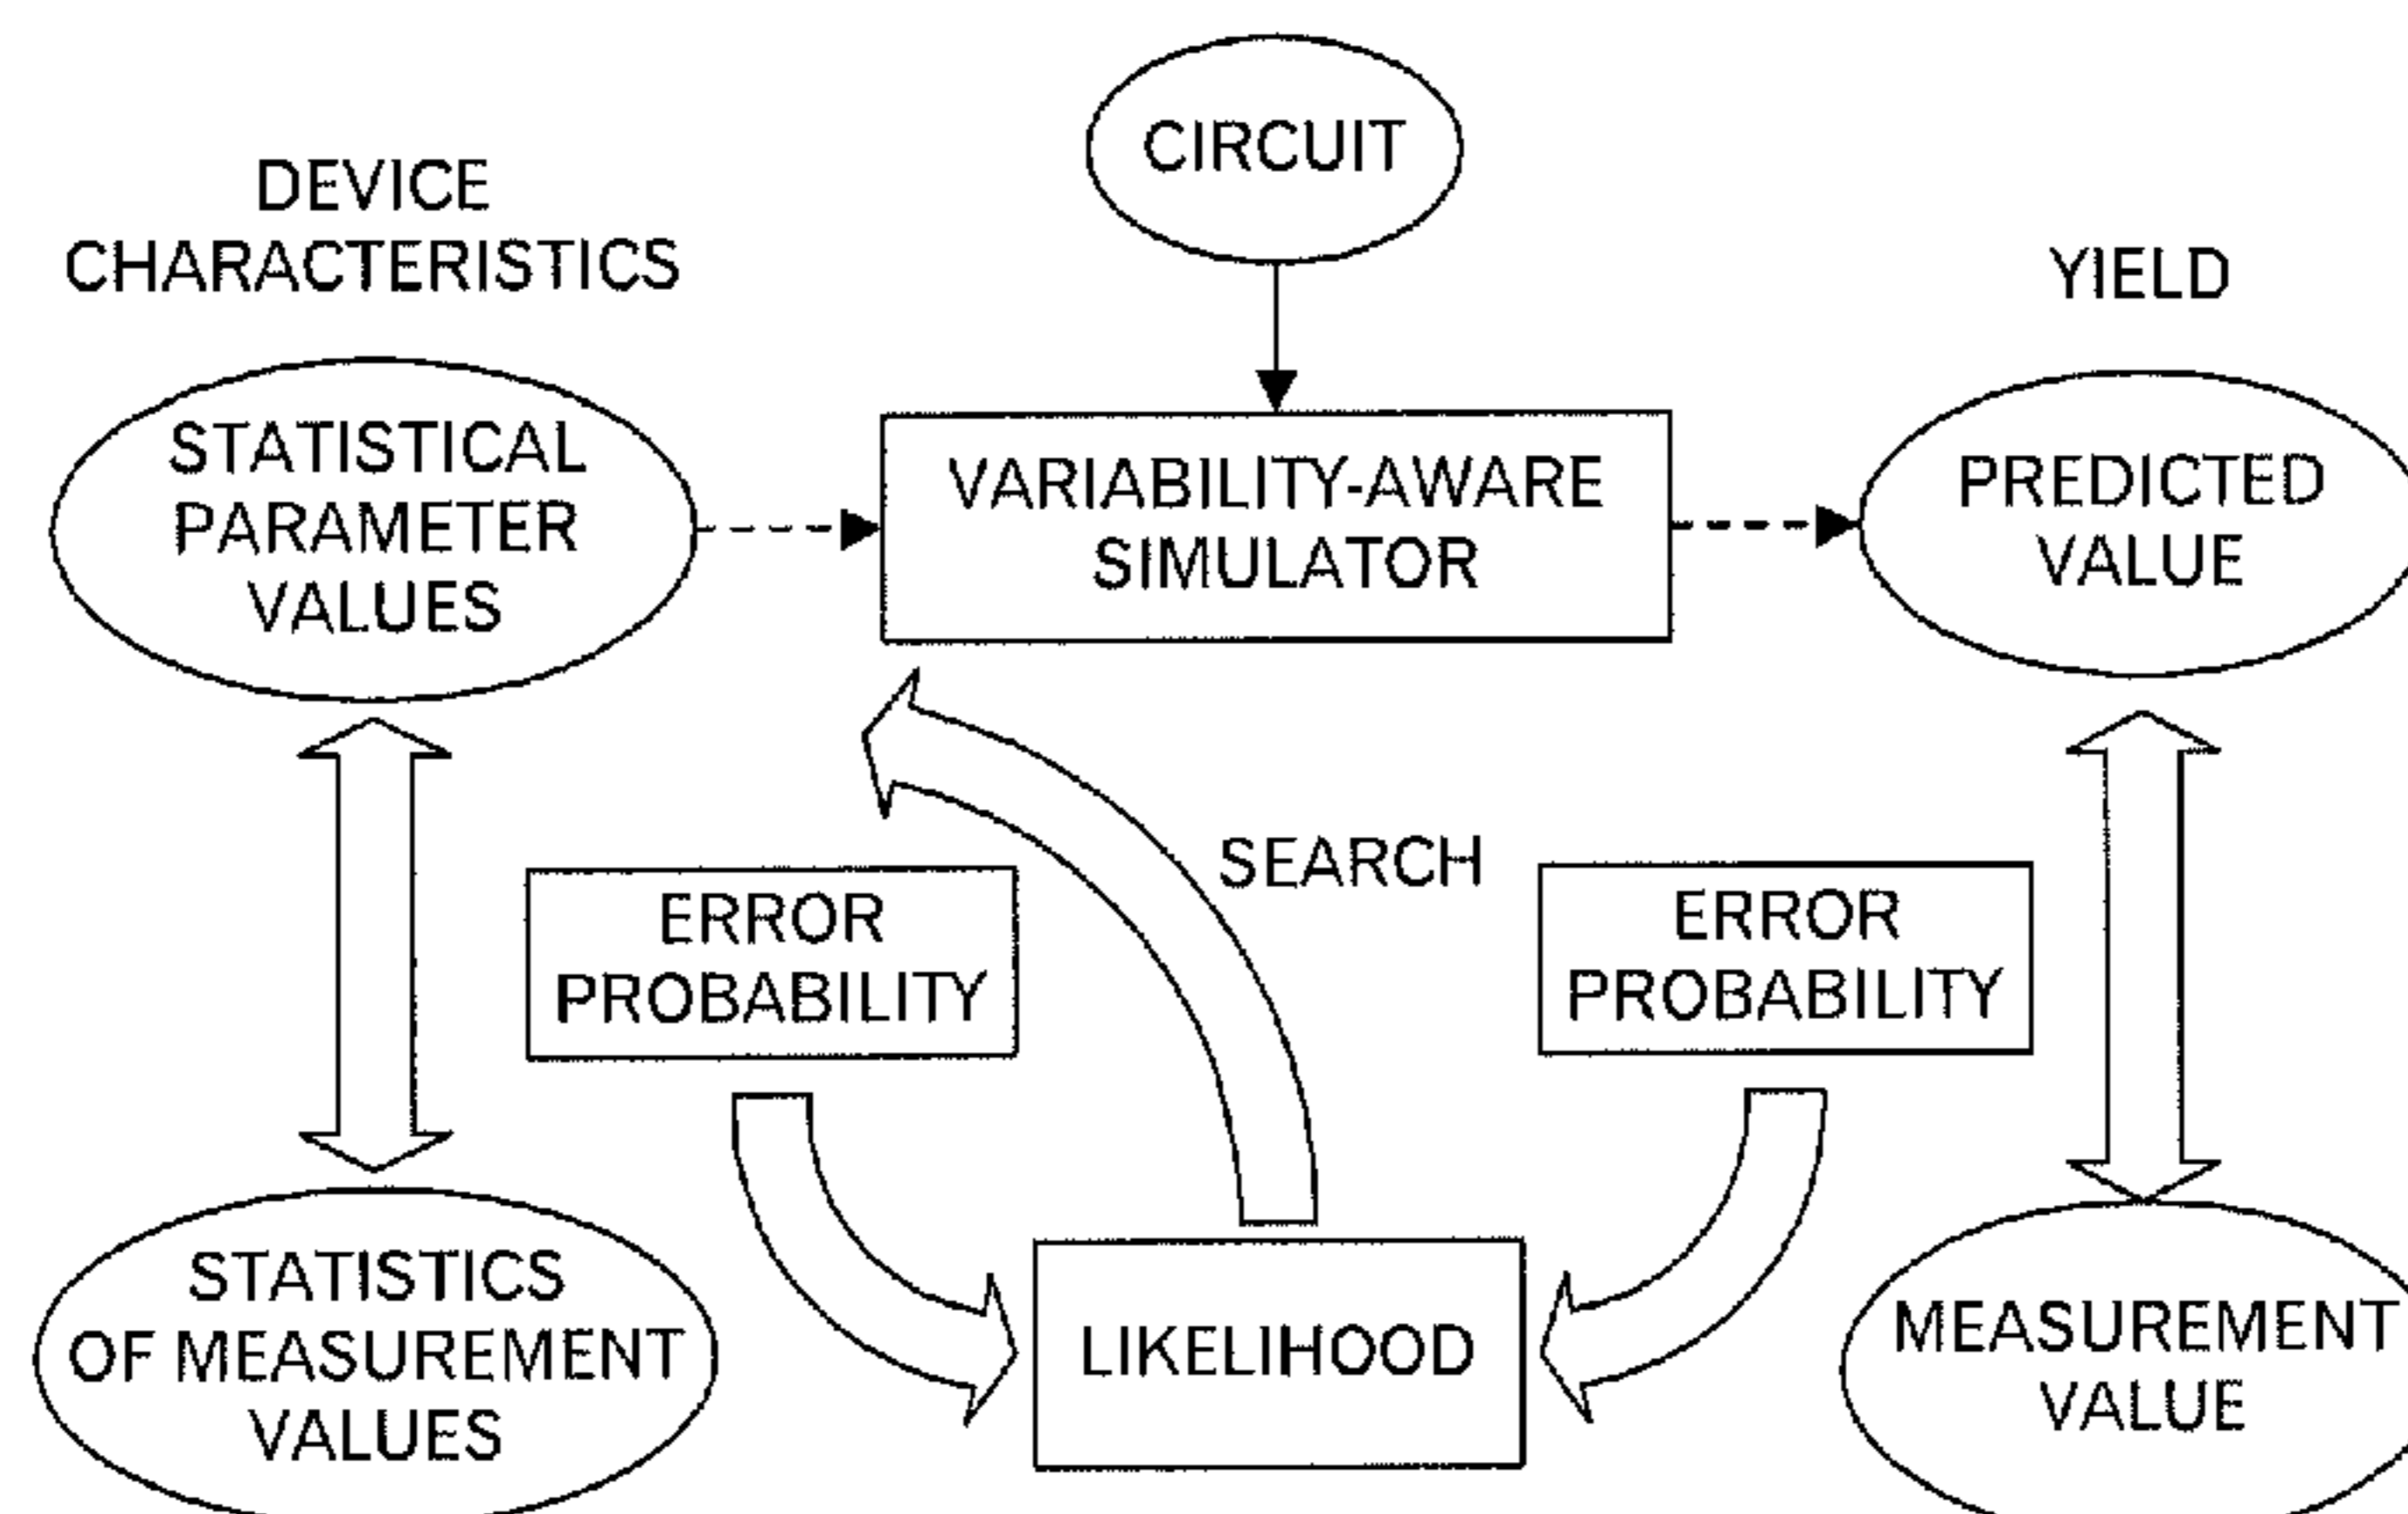 CIRCUIT
DEVICE
CHARACTERISTICS
YIELD
STATISTICAL
PARAMETER
VALUES
VARIABILITY-AWARE
SIMULATOR
PREDICTED
VALUE
SEARCH
ERROR
PROBABILITY
ERROR
PROBABILITY
STATISTICS
OF MEASUREMENT
VALUES
LIKELIHOOD
MEASUREMENT
VALUE